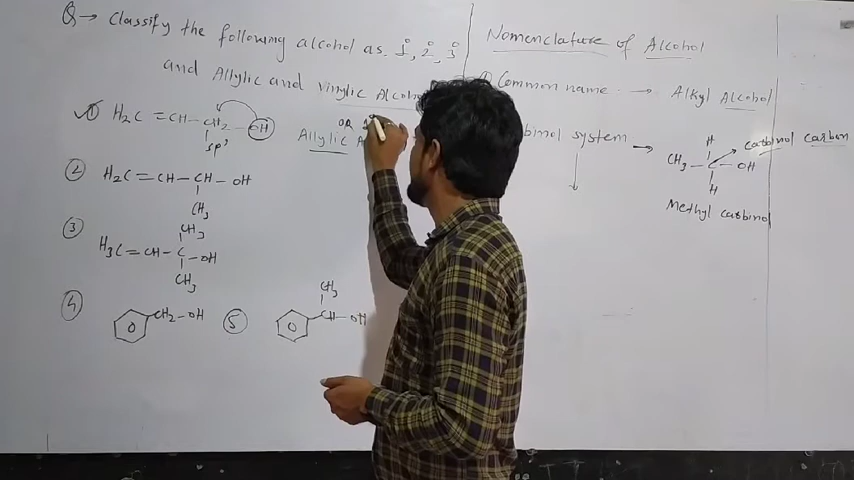 Q→ Classify the following alcohol as 1°, 2°, 3°
and Allylic and vinylic Alcoho
① H2C = CH - CH2 - OH
sp3
OR
Allylic A
② H2C = CH - CH - OH
CH3
③ H3C = CH - C - OH
CH3
CH3
④ CH2 - OH
⑤ CH - OH
CH3
Nomenclature of Alcohol
Common name → Alkyl Alcohol
binol system →
H
CH3 - C - OH
H
Carbinol carbon
Methyl carbinol